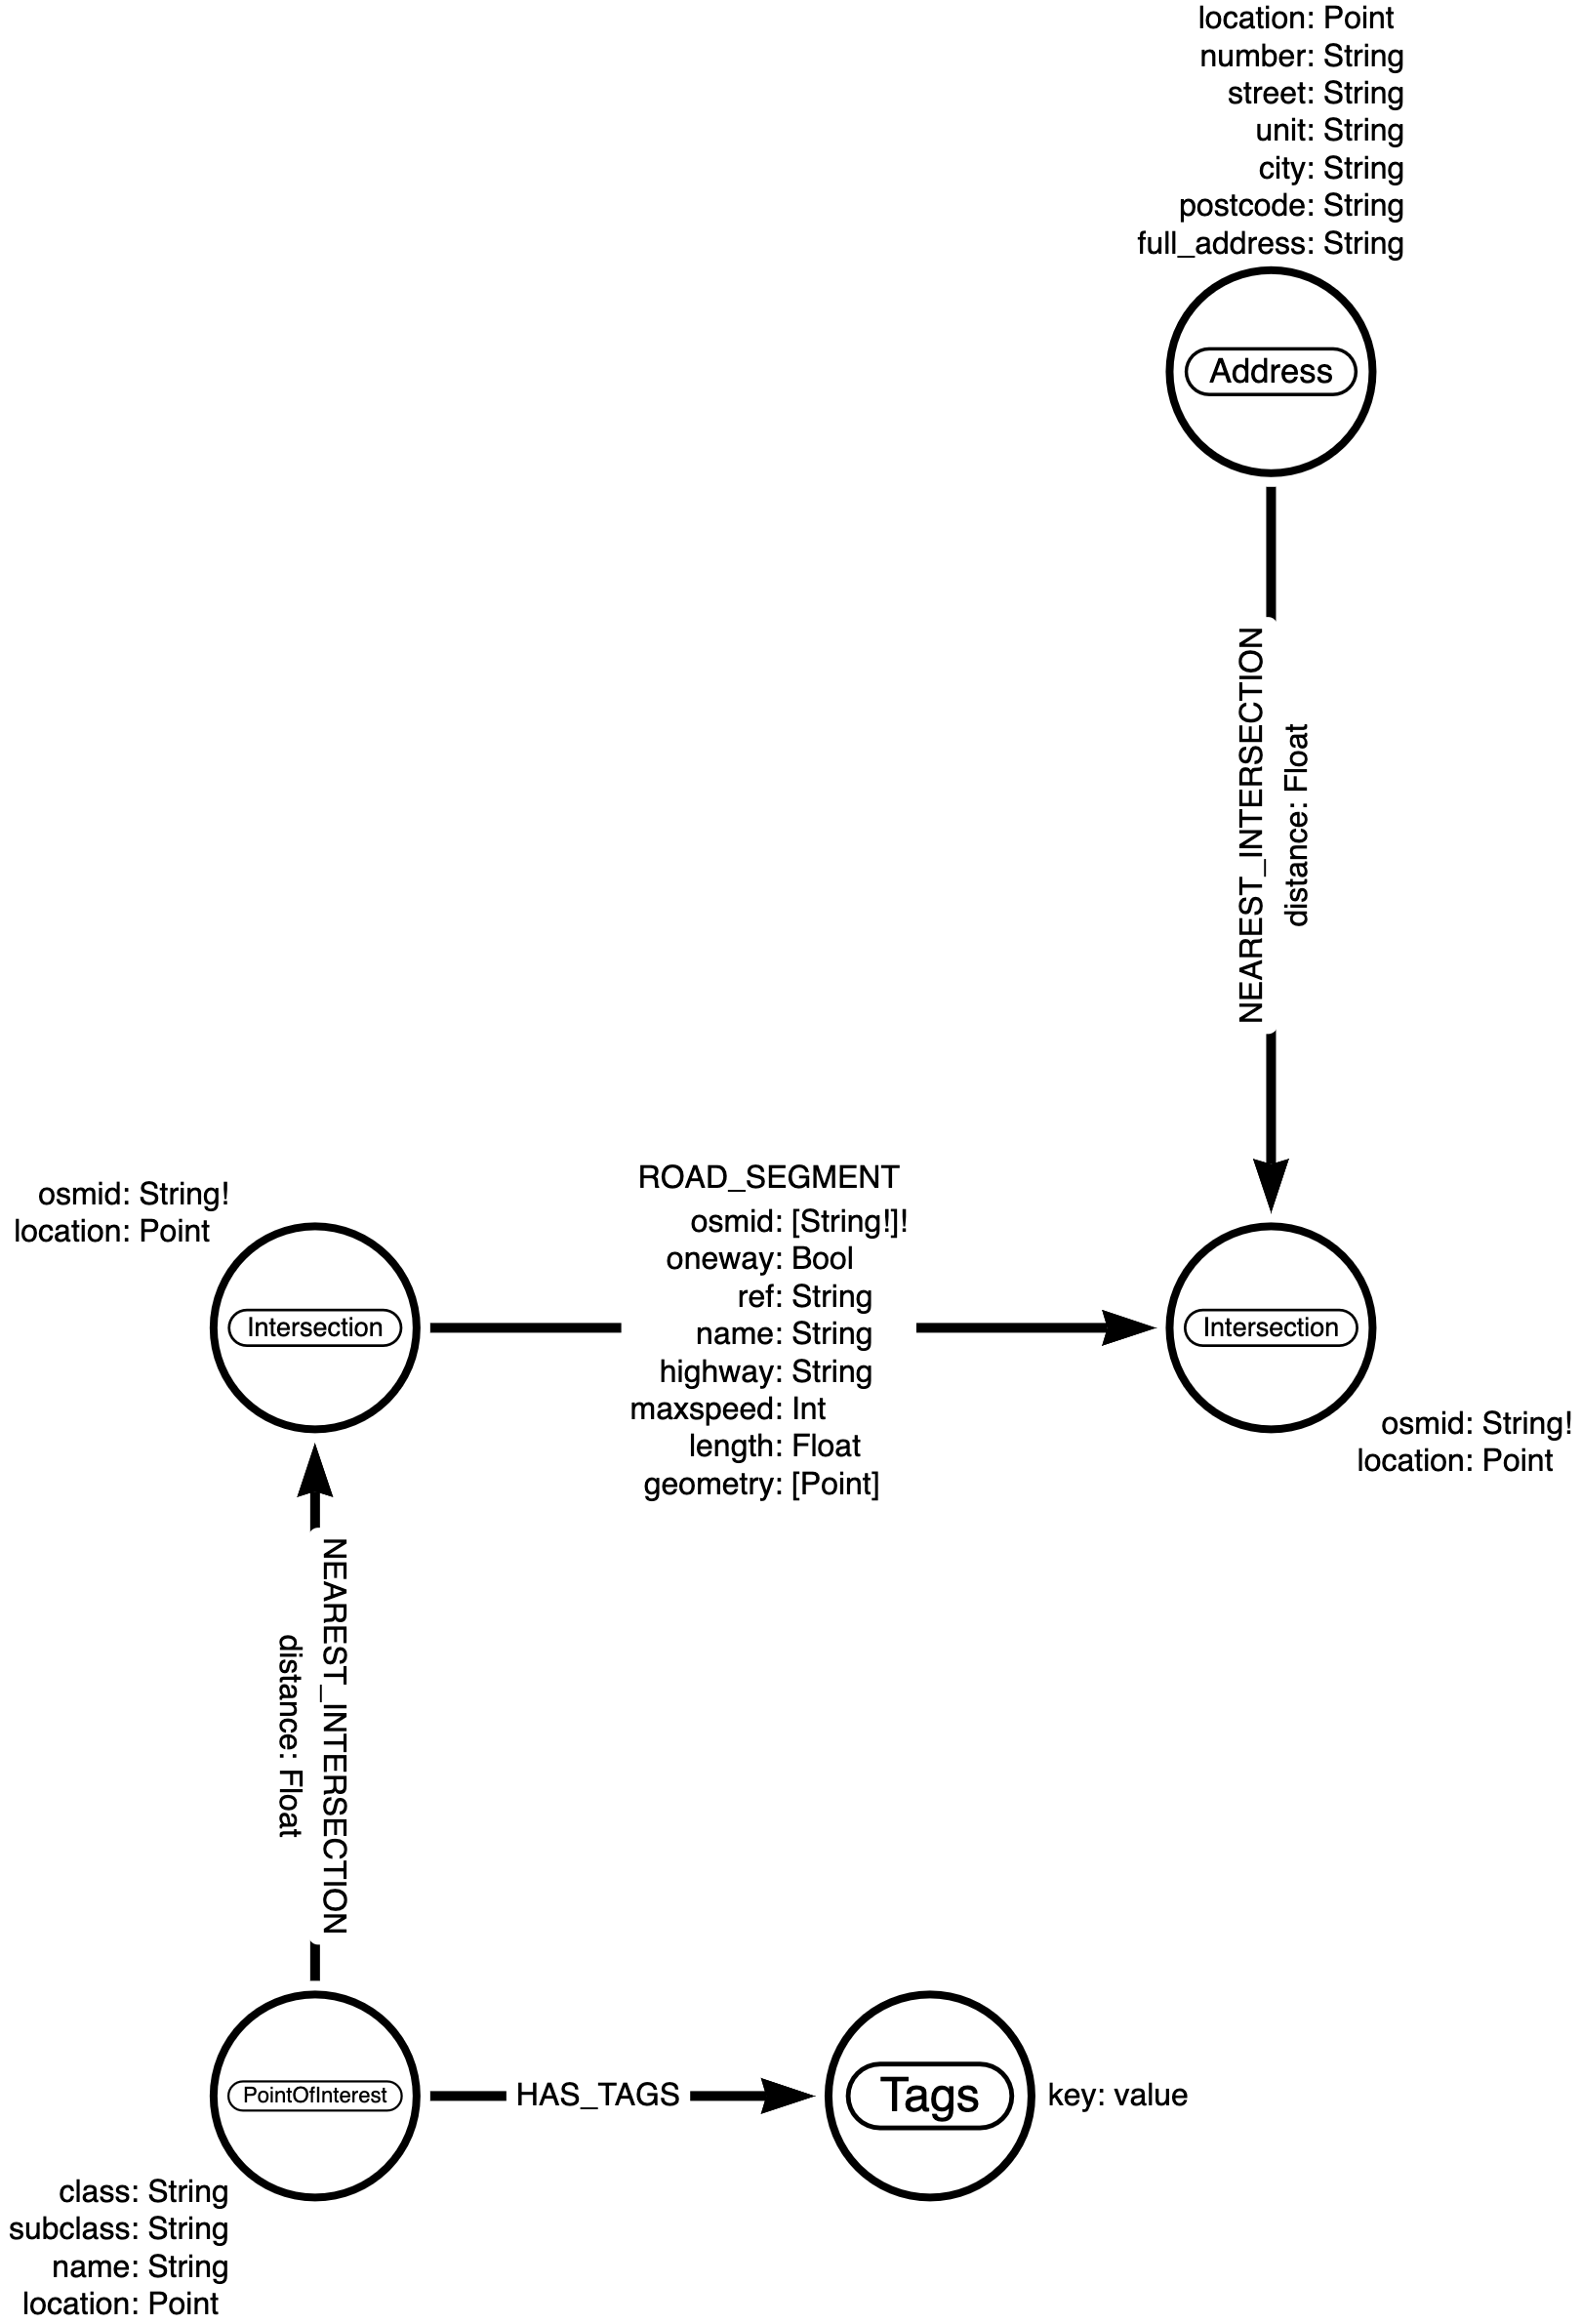 location: Point
number: String
street: String
unit: String
city: String
postcode: String
full_address: String
Address
NEAREST_INTERSECTION
distance: Float
osmid: String!
location: Point
Intersection
ROAD_SEGMENT
osmid: [String!]!
oneway: Bool
ref: String
name: String
highway: String
maxspeed: Int
length: Float
geometry: [Point]
Intersection
osmid: String!
location: Point
NEAREST_INTERSECTION
distance: Float
PointOfInterest
HAS_TAGS
Tags
key: value
class: String
subclass: String
name: String
location: Point